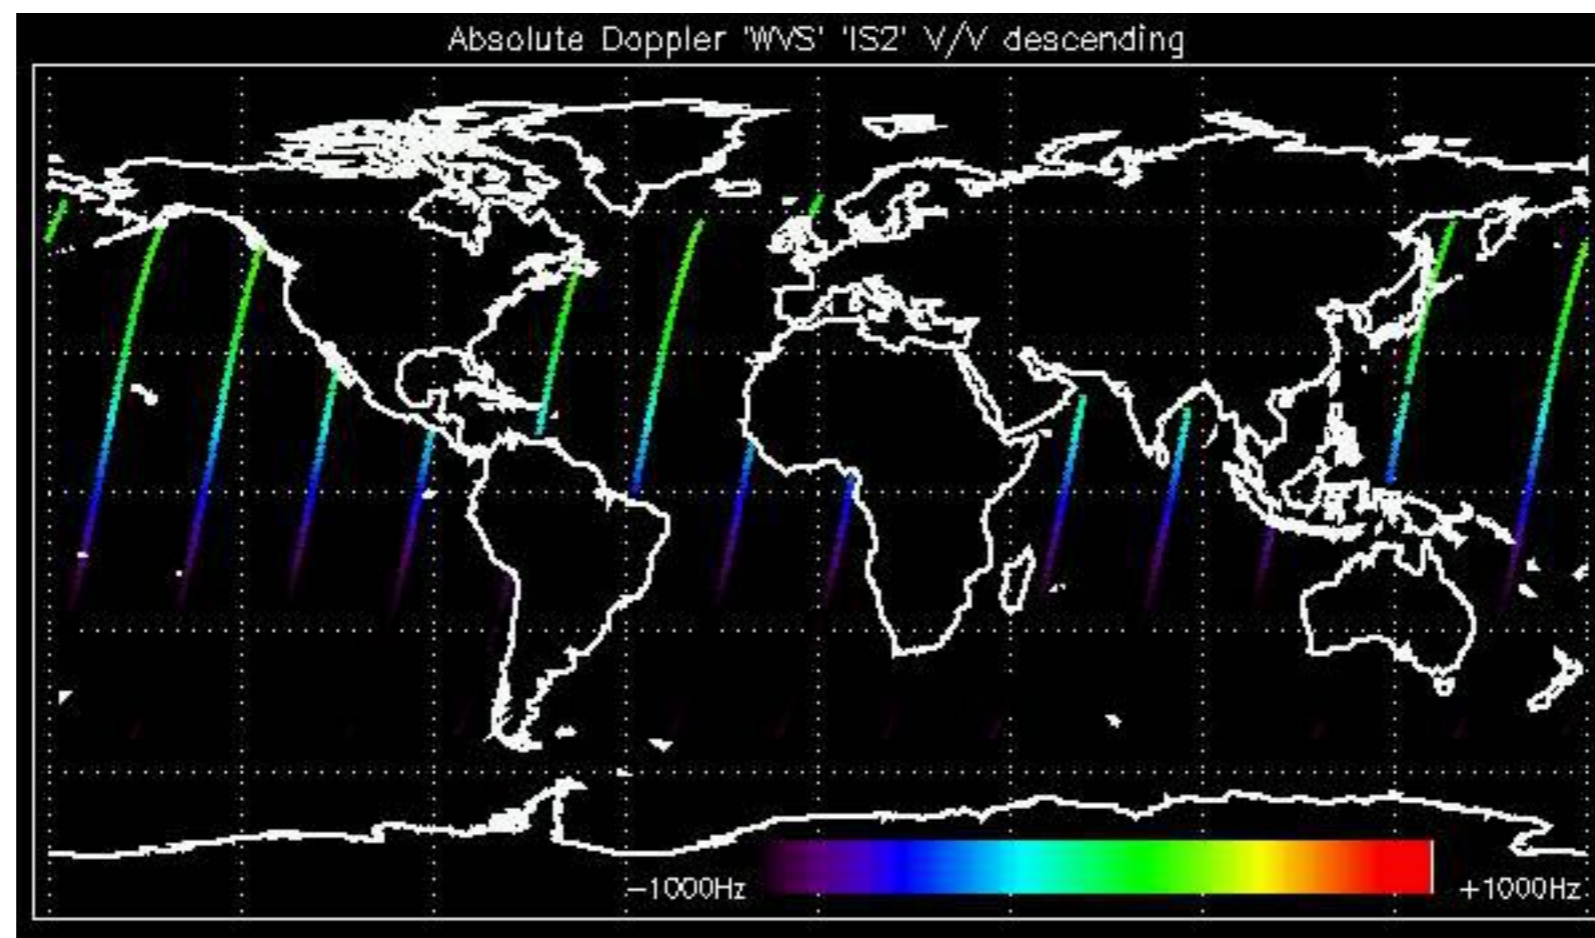 Absolute Doppler 'WVS' 'IS2' V/V descending
−1000Hz
+1000Hz